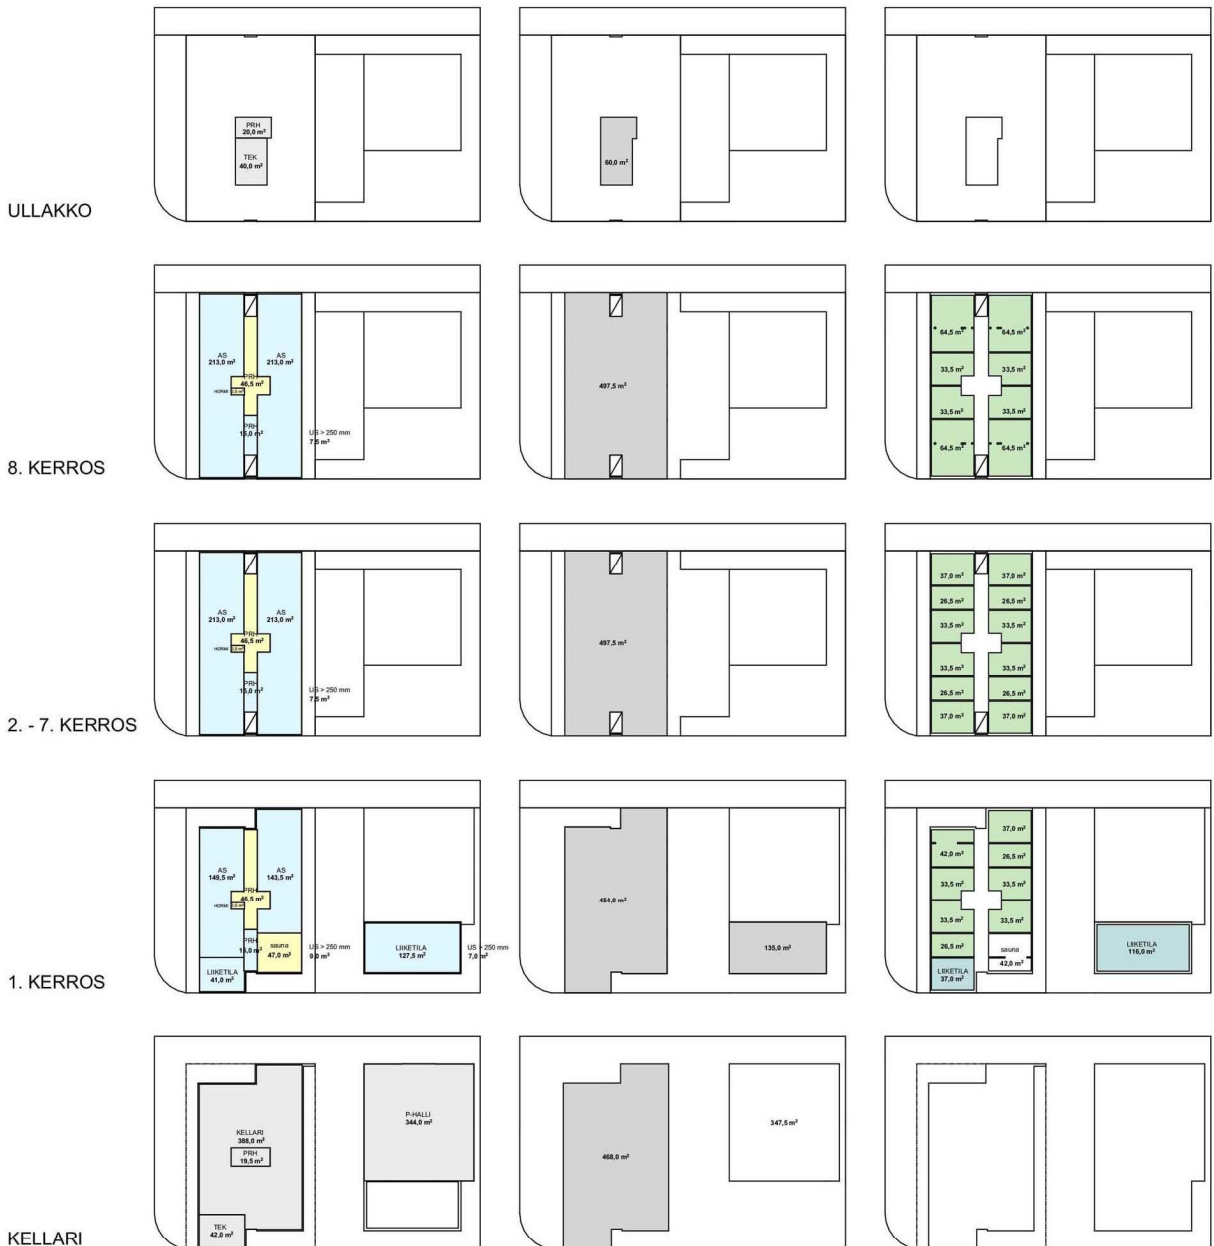 PRH
20,0 m²
TEK
40,0 m²
60,0 m²
ULLAKKO
AS
213,0 m²
AS
213,0 m²
PRH
46,5 m²
HORMI
PRH
15,0 m²
US > 250 mm
7,5 m²
497,5 m²
64,5 m²
64,5 m²
33,5 m²
33,5 m²
33,5 m²
33,5 m²
64,5 m²
64,5 m²
8. KERROS
AS
213,0 m²
AS
213,0 m²
PRH
46,5 m²
HORMI
PRH
15,0 m²
US > 250 mm
7,5 m²
497,5 m²
37,0 m²
37,0 m²
26,5 m²
26,5 m²
33,5 m²
33,5 m²
33,5 m²
33,5 m²
26,5 m²
26,5 m²
37,0 m²
37,0 m²
2. - 7. KERROS
AS
149,5 m²
AS
143,5 m²
PRH
46,5 m²
HORMI
PRH
15,0 m²
sauna
47,0 m²
US > 250 mm
9,0 m²
LIIKETILA
41,0 m²
LIIKETILA
127,5 m²
US > 250 mm
7,0 m²
454,0 m²
135,0 m²
37,0 m²
42,0 m²
26,5 m²
33,5 m²
33,5 m²
33,5 m²
33,5 m²
26,5 m²
sauna
42,0 m²
LIIKETILA
37,0 m²
LIIKETILA
116,0 m²
1. KERROS
KELLARI
388,0 m²
PRH
19,5 m²
TEK
42,0 m²
P-HALLI
344,0 m²
468,0 m²
347,5 m²
KELLARI